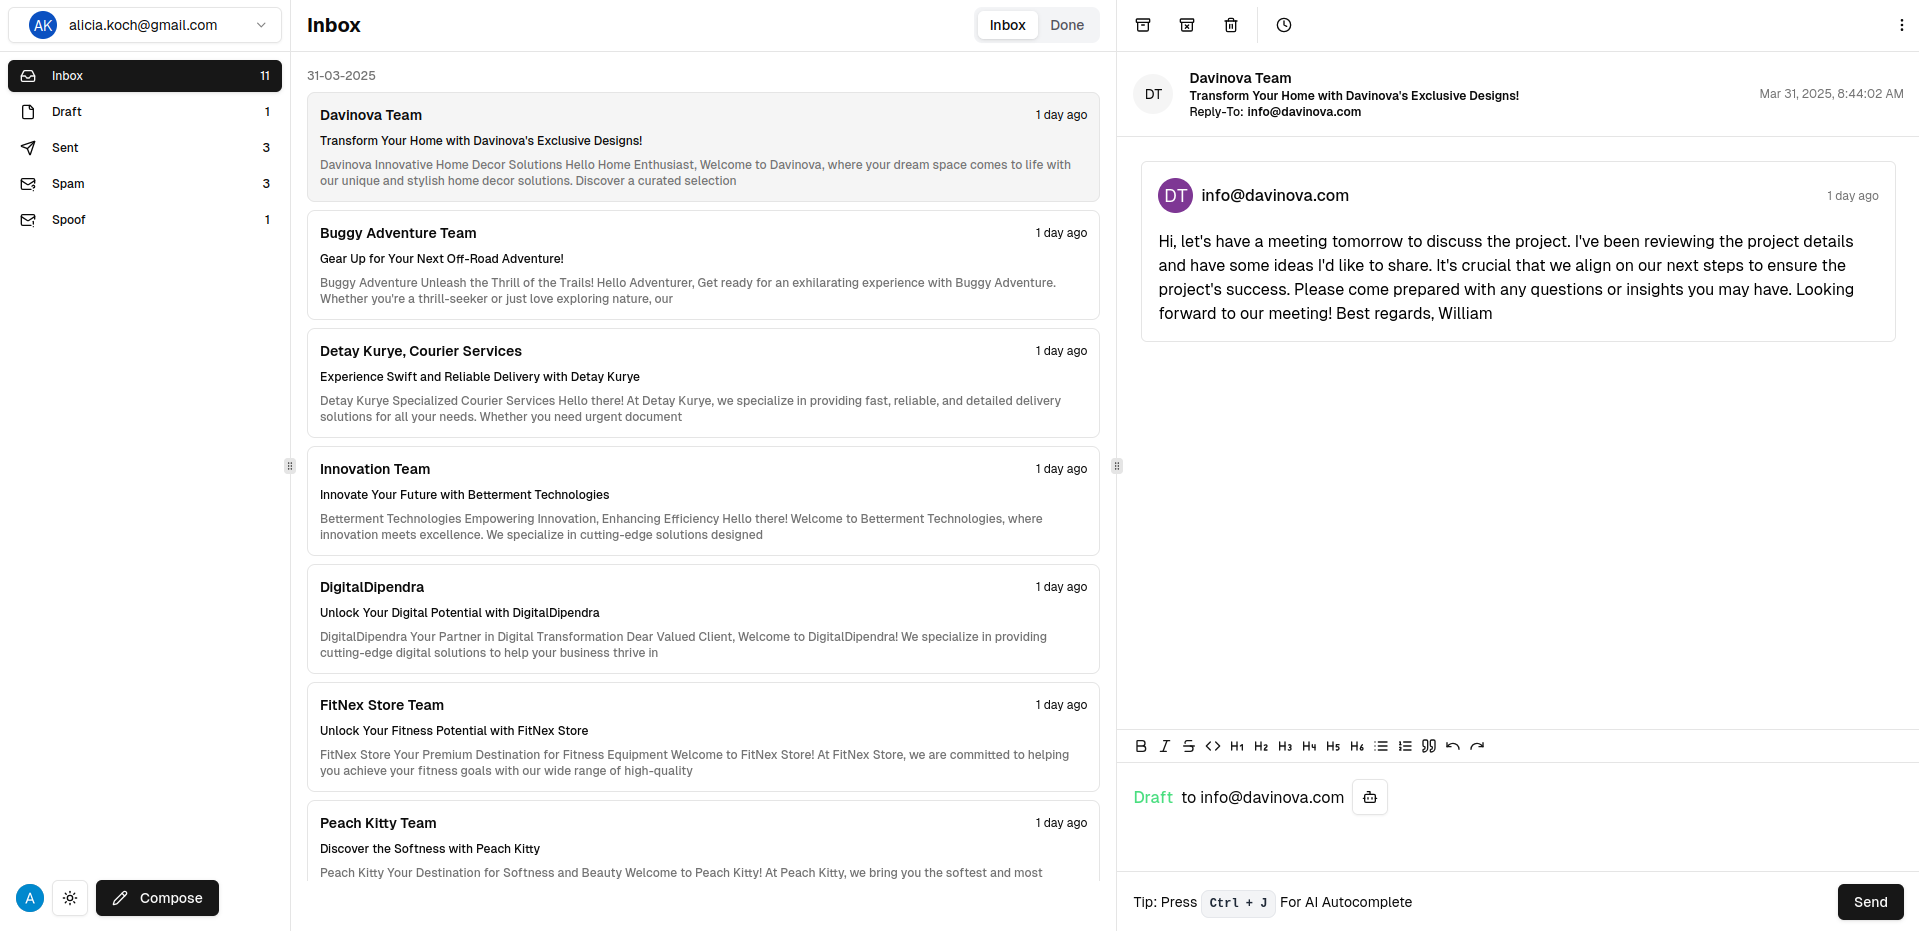 AK alicia.koch@gmail.com
Inbox 11
Draft 1
Sent 3
Spam 3
Spoof 1
A Compose
Inbox
Inbox Done
31-03-2025
Davinova Team 1 day ago
Transform Your Home with Davinova's Exclusive Designs!
Davinova Innovative Home Decor Solutions Hello Home Enthusiast, Welcome to Davinova, where your dream space comes to life with
our unique and stylish home decor solutions. Discover a curated selection
Buggy Adventure Team 1 day ago
Gear Up for Your Next Off-Road Adventure!
Buggy Adventure Unleash the Thrill of the Trails! Hello Adventurer, Get ready for an exhilarating experience with Buggy Adventure.
Whether you're a thrill-seeker or just love exploring nature, our
Detay Kurye, Courier Services 1 day ago
Experience Swift and Reliable Delivery with Detay Kurye
Detay Kurye Specialized Courier Services Hello there! At Detay Kurye, we specialize in providing fast, reliable, and detailed delivery
solutions for all your needs. Whether you need urgent document
Innovation Team 1 day ago
Innovate Your Future with Betterment Technologies
Betterment Technologies Empowering Innovation, Enhancing Efficiency Hello there! Welcome to Betterment Technologies, where
innovation meets excellence. We specialize in cutting-edge solutions designed
DigitalDipendra 1 day ago
Unlock Your Digital Potential with DigitalDipendra
DigitalDipendra Your Partner in Digital Transformation Dear Valued Client, Welcome to DigitalDipendra! We specialize in providing
cutting-edge digital solutions to help your business thrive in
FitNex Store Team 1 day ago
Unlock Your Fitness Potential with FitNex Store
FitNex Store Your Premium Destination for Fitness Equipment Welcome to FitNex Store! At FitNex Store, we are committed to helping
you achieve your fitness goals with our wide range of high-quality
Peach Kitty Team 1 day ago
Discover the Softness with Peach Kitty
Peach Kitty Your Destination for Softness and Beauty Welcome to Peach Kitty! At Peach Kitty, we bring you the softest and most
DT
Davinova Team
Transform Your Home with Davinova's Exclusive Designs!
Reply-To: info@davinova.com
Mar 31, 2025, 8:44:02 AM
DT info@davinova.com 1 day ago
Hi, let's have a meeting tomorrow to discuss the project. I've been reviewing the project details
and have some ideas I'd like to share. It's crucial that we align on our next steps to ensure the
project's success. Please come prepared with any questions or insights you may have. Looking
forward to our meeting! Best regards, William
B I S H1 H2 H3 H4 H5 H6
Draft to info@davinova.com
Tip: Press Ctrl + J For AI Autocomplete
Send